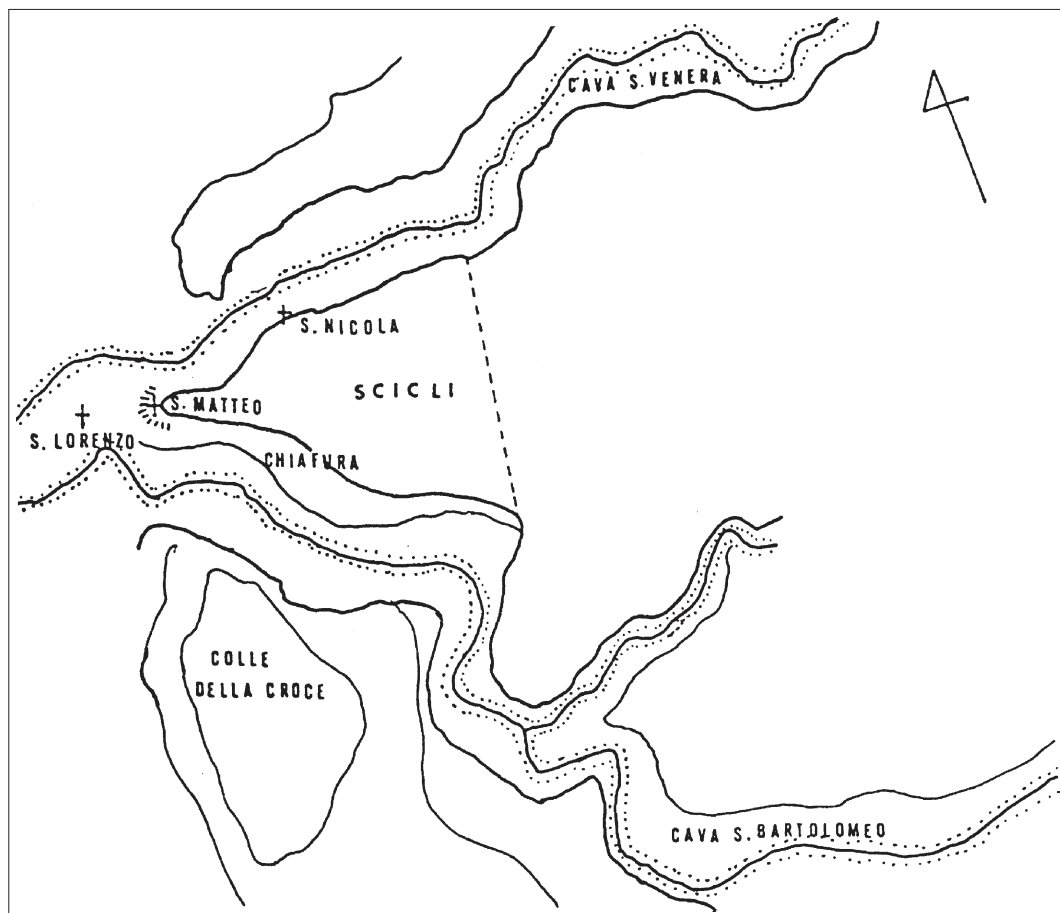 CAVA S. VENERA
S. NICOLA
SCICLI
S. MATTEO
S. LORENZO
CHIAFURA
COLLE
DELLA CROCE
CAVA S. BARTOLOMEO